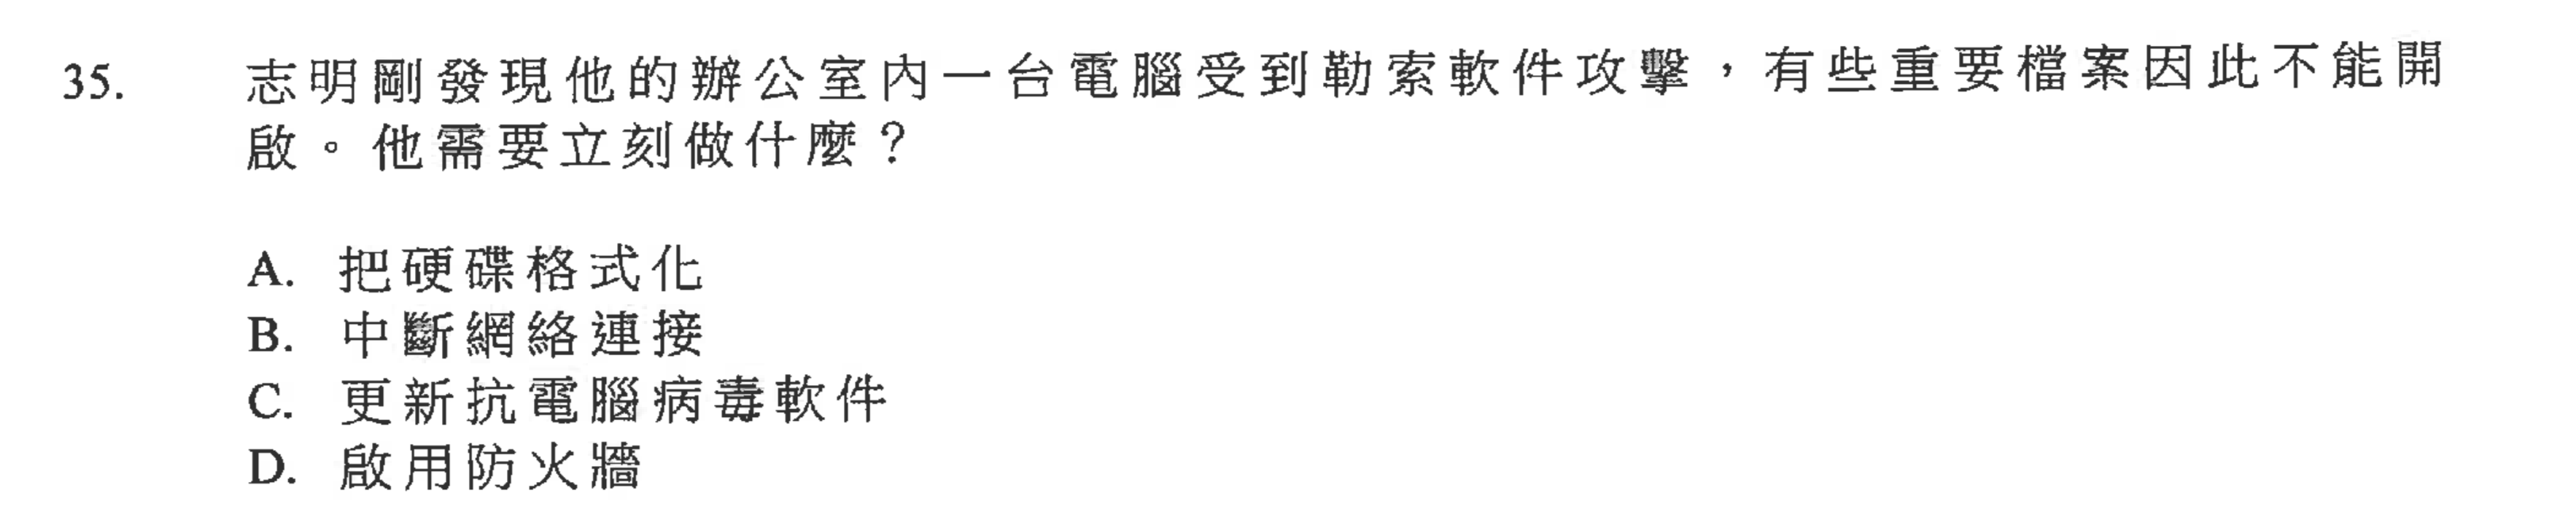 35. 志明剛發現他的辦公室內一台電腦受到勒索軟件攻擊，有些重要檔案因此不能開
啟。他需要立刻做什麼？
A. 把硬碟格式化
B. 中斷網絡連接
C. 更新抗電腦病毒軟件
D. 啟用防火牆